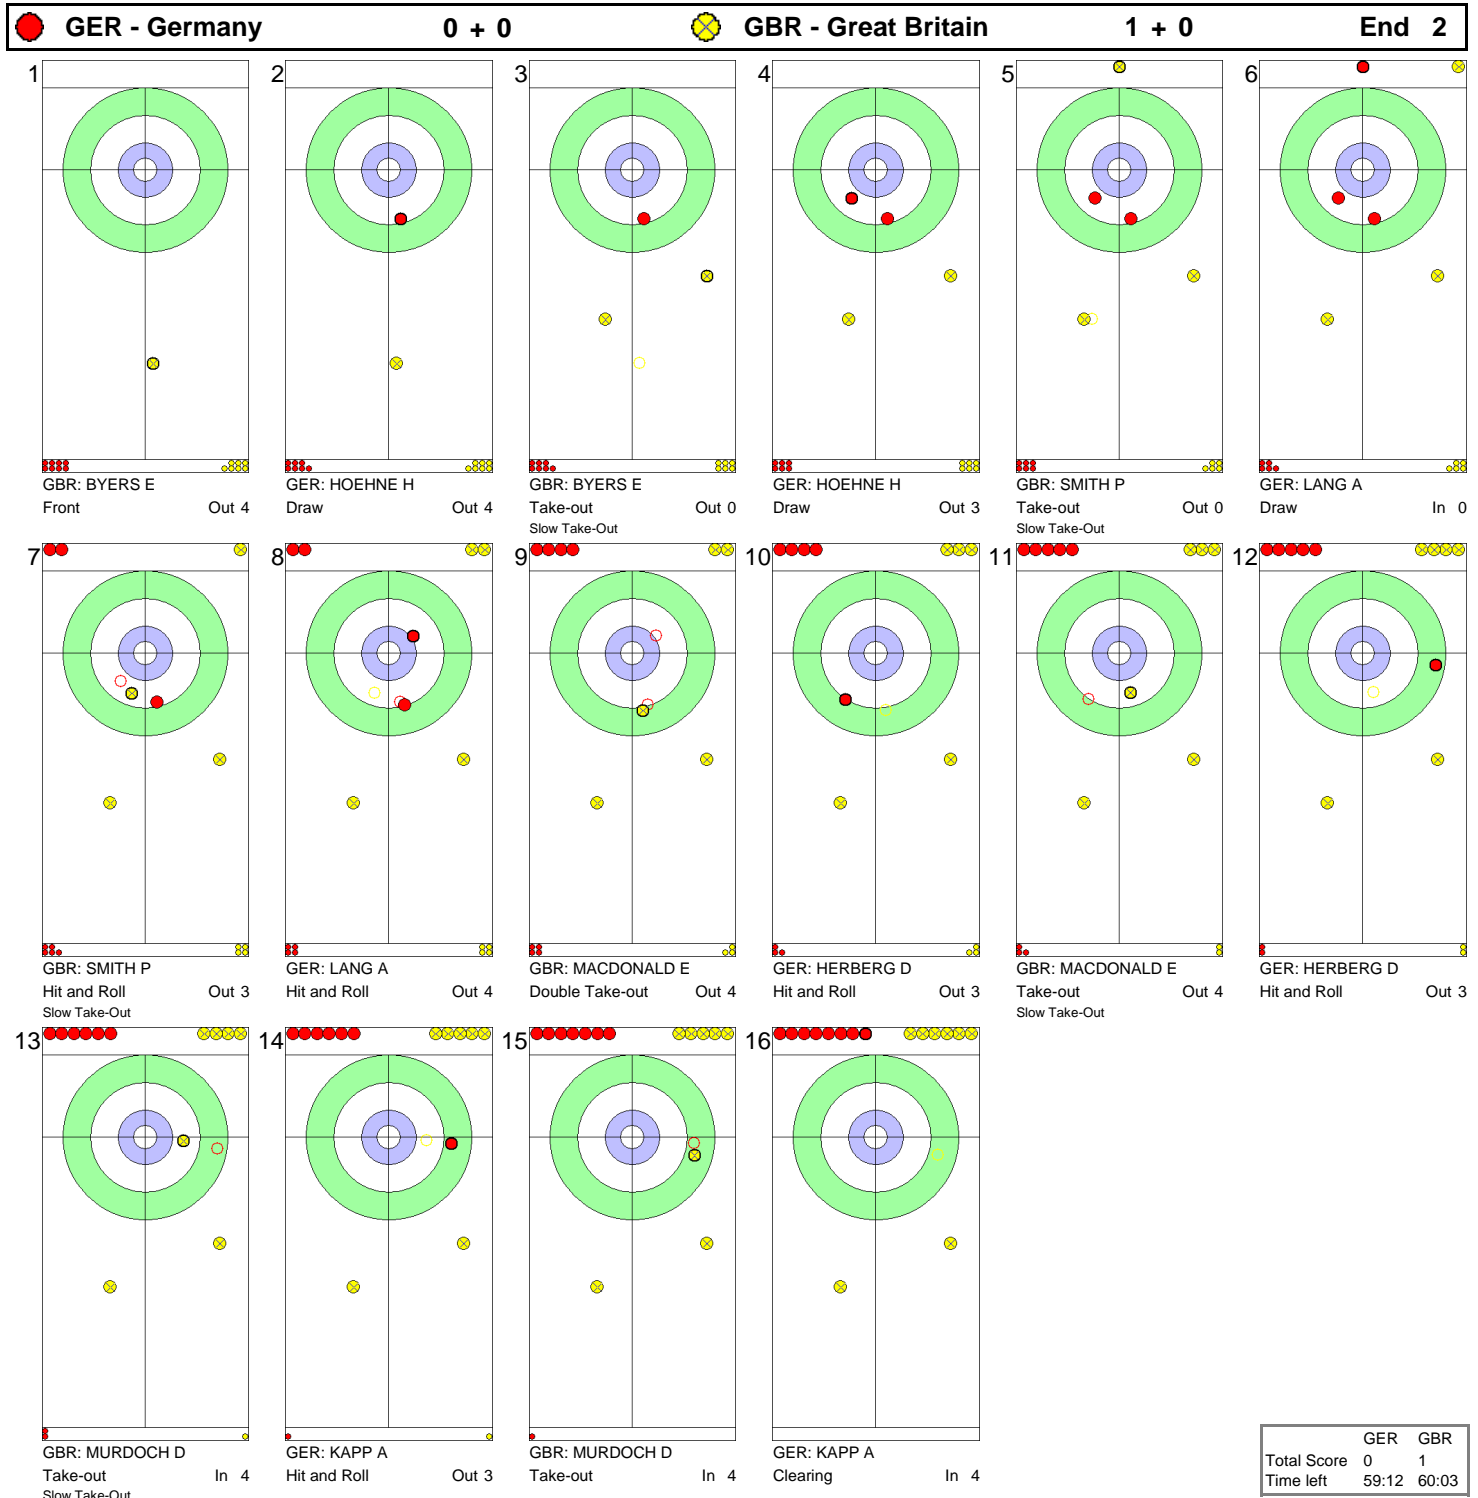 GER - Germany 0 + 0 GBR - Great Britain 1 + 0 End 2
1 2 3 4 5 6
GBR: BYERS E GER: HOEHNE H GBR: BYERS E GER: HOEHNE H GBR: SMITH P GER: LANG A
Front Out 4 Draw Out 4 Take-out Out 0 Draw Out 3 Take-out Out 0 Draw In 0
Slow Take-Out Slow Take-Out
7 8 9 10 11 12
GBR: SMITH P GER: LANG A GBR: MACDONALD E GER: HERBERG D GBR: MACDONALD E GER: HERBERG D
Hit and Roll Out 3 Hit and Roll Out 4 Double Take-out Out 4 Hit and Roll Out 3 Take-out Out 4 Hit and Roll Out 3
Slow Take-Out Slow Take-Out
13 14 15 16
GBR: MURDOCH D GER: KAPP A GBR: MURDOCH D GER: KAPP A
Take-out In 4 Hit and Roll Out 3 Take-out In 4 Clearing In 4
Slow Take-Out
GER GBR
Total Score 0 1
Time left 59:12 60:03